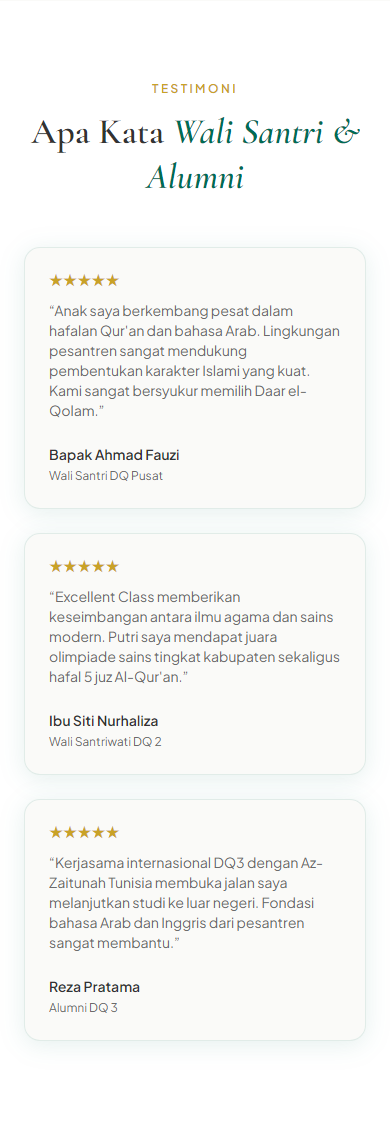 TESTIMONI
Apa Kata Wali Santri &
Alumni
★★★★★
“Anak saya berkembang pesat dalam
hafalan Qur'an dan bahasa Arab. Lingkungan
pesantren sangat mendukung
pembentukan karakter Islami yang kuat.
Kami sangat bersyukur memilih Daar el-
Qolam.”
Bapak Ahmad Fauzi
Wali Santri DQ Pusat
★★★★★
“Excellent Class memberikan
keseimbangan antara ilmu agama dan sains
modern. Putri saya mendapat juara
olimpiade sains tingkat kabupaten sekaligus
hafal 5 juz Al-Qur'an.”
Ibu Siti Nurhaliza
Wali Santriwati DQ 2
★★★★★
“Kerjasama internasional DQ3 dengan Az-
Zaitunah Tunisia membuka jalan saya
melanjutkan studi ke luar negeri. Fondasi
bahasa Arab dan Inggris dari pesantren
sangat membantu.”
Reza Pratama
Alumni DQ 3